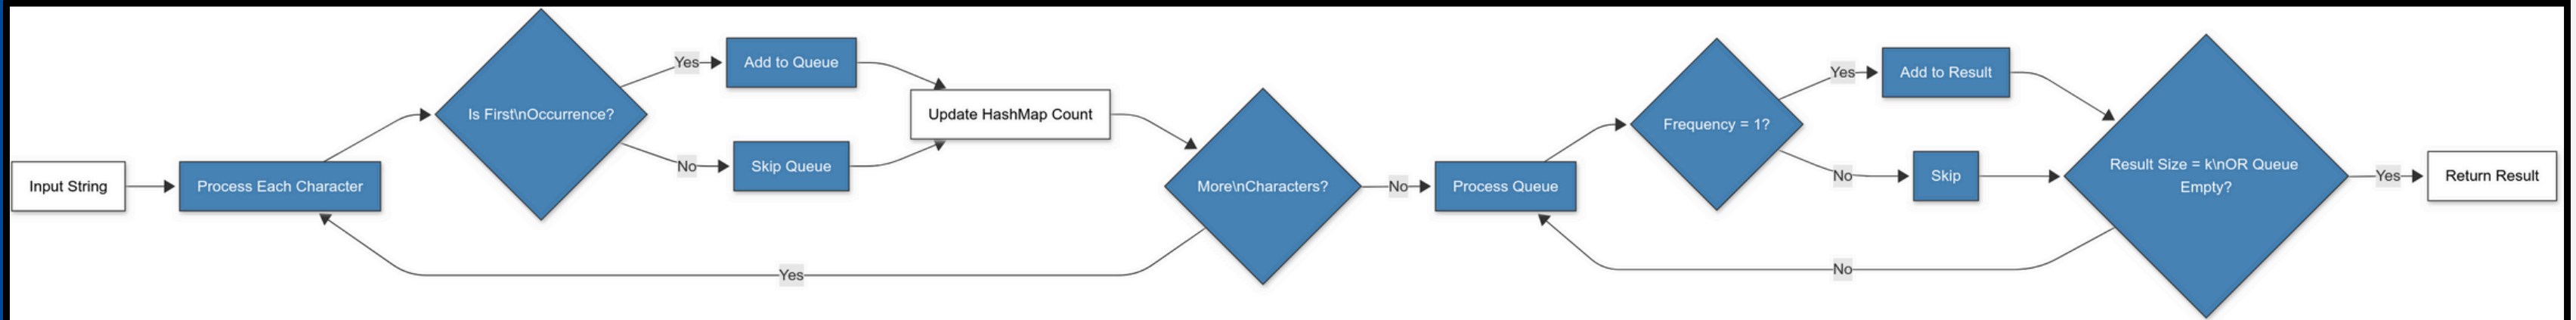 Input String
Process Each Character
Is First\nOccurrence?
Yes
Add to Queue
No
Skip Queue
Update HashMap Count
More\nCharacters?
Yes
No
Process Queue
Frequency = 1?
Yes
Add to Result
No
Skip
Result Size = k\nOR Queue
Empty?
No
Yes
Return Result